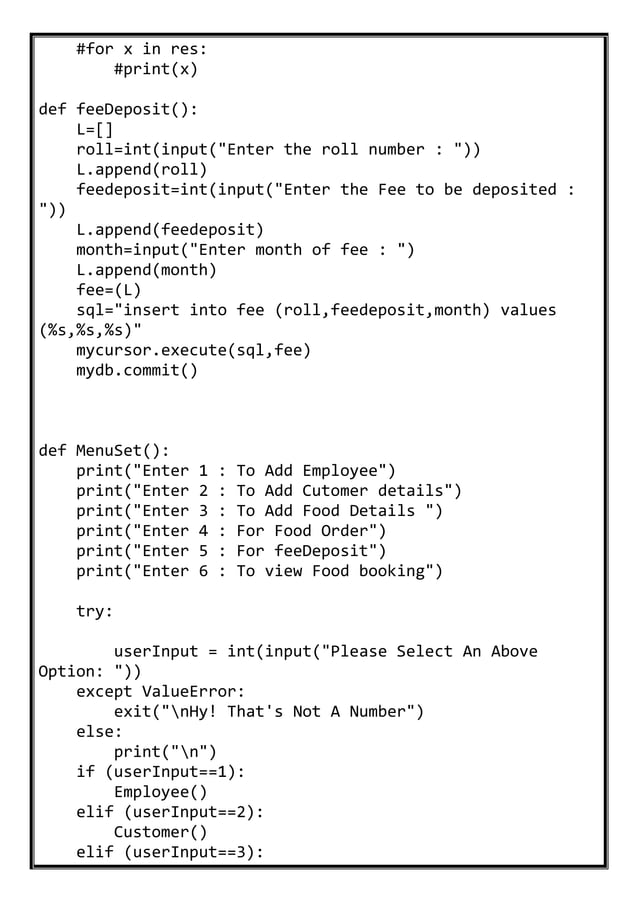 #for x in res:
        #print(x)

def feeDeposit():
    L=[]
    roll=int(input("Enter the roll number : "))
    L.append(roll)
    feedeposit=int(input("Enter the Fee to be deposited :
"))
    L.append(feedeposit)
    month=input("Enter month of fee : ")
    L.append(month)
    fee=(L)
    sql="insert into fee (roll,feedeposit,month) values
(%s,%s,%s)"
    mycursor.execute(sql,fee)
    mydb.commit()

def MenuSet():
    print("Enter 1 : To Add Employee")
    print("Enter 2 : To Add Cutomer details")
    print("Enter 3 : To Add Food Details ")
    print("Enter 4 : For Food Order")
    print("Enter 5 : For feeDeposit")
    print("Enter 6 : To view Food booking")

    try:

        userInput = int(input("Please Select An Above
Option: "))
    except ValueError:
        exit("\nHy! That's Not A Number")
    else:
        print("\n")
    if (userInput==1):
        Employee()
    elif (userInput==2):
        Customer()
    elif (userInput==3):